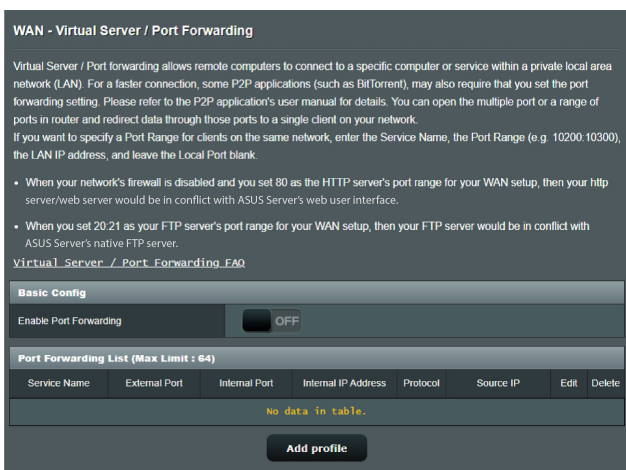 WAN - Virtual Server / Port Forwarding
Virtual Server / Port forwarding allows remote computers to connect to a specific computer or service within a private local area
network (LAN). For a faster connection, some P2P applications (such as BitTorrent), may also require that you set the port
forwarding setting. Please refer to the P2P application's user manual for details. You can open the multiple port or a range of
ports in router and redirect data through those ports to a single client on your network.
If you want to specify a Port Range for clients on the same network, enter the Service Name, the Port Range (e.g. 10200:10300),
the LAN IP address, and leave the Local Port blank.
• When your network's firewall is disabled and you set 80 as the HTTP server's port range for your WAN setup, then your http
server/web server would be in conflict with ASUS Server's web user interface.
• When you set 20:21 as your FTP server's port range for your WAN setup, then your FTP server would be in conflict with
ASUS Server's native FTP server.
Virtual Server / Port Forwarding FAQ
Basic Config
Enable Port Forwarding OFF
Port Forwarding List (Max Limit : 64)
Service Name External Port Internal Port Internal IP Address Protocol Source IP Edit Delete
No data in table.
Add profile